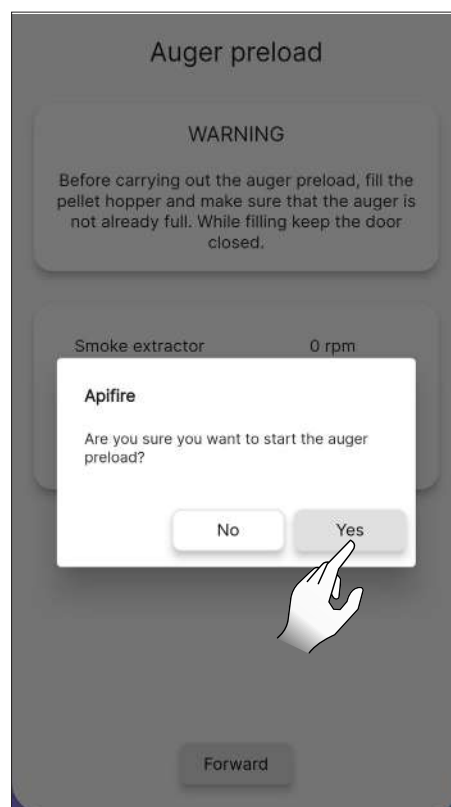 Auger preload
WARNING
Before carrying out the auger preload, fill the
pellet hopper and make sure that the auger is
not already full. While filling keep the door
closed.
Smoke extractor 0 rpm
Apifire
Are you sure you want to start the auger
preload?
No Yes
Forward